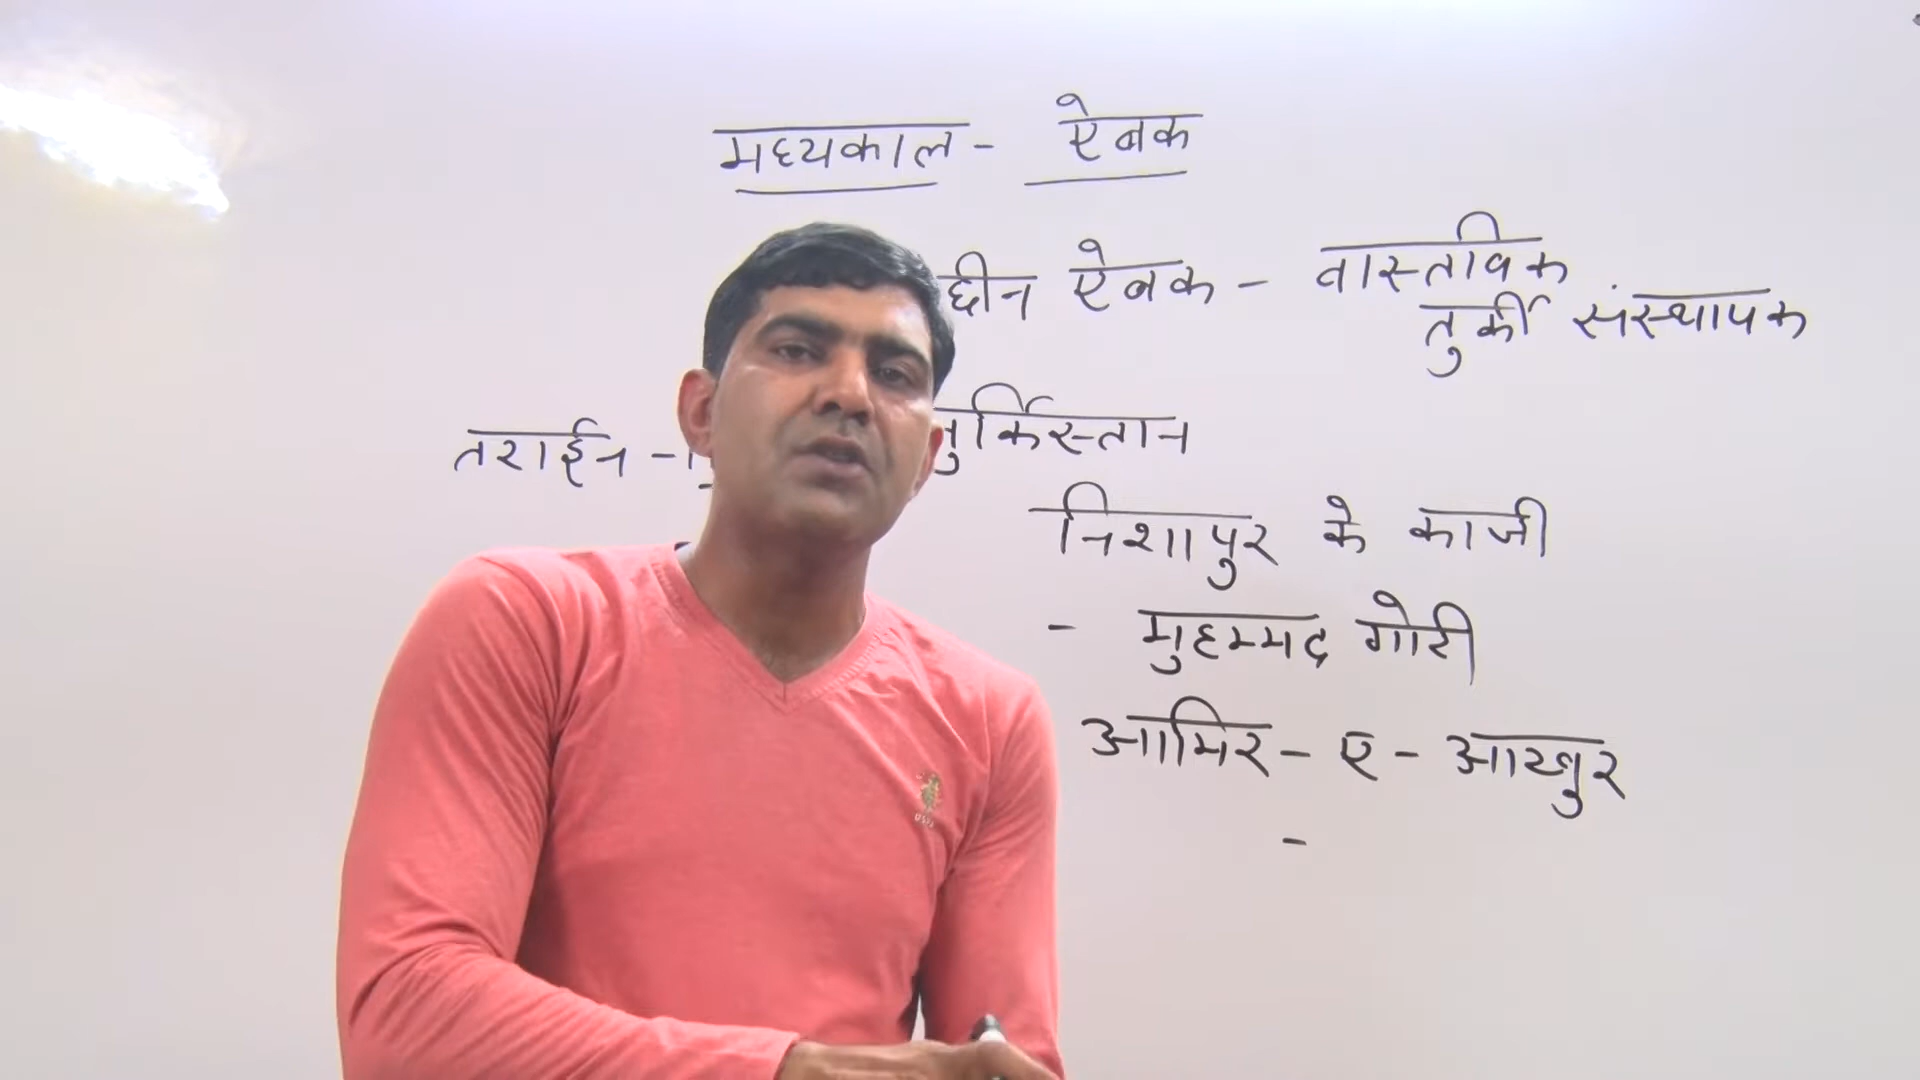 मध्यकाल - ऐबक
द्दीन ऐबक - वास्तविक
तुर्की संस्थापक
तराईन - तुर्किस्तान
निशापुर के काजी
- मुहम्मद गोरी
आमिर - ए - आखुर
-